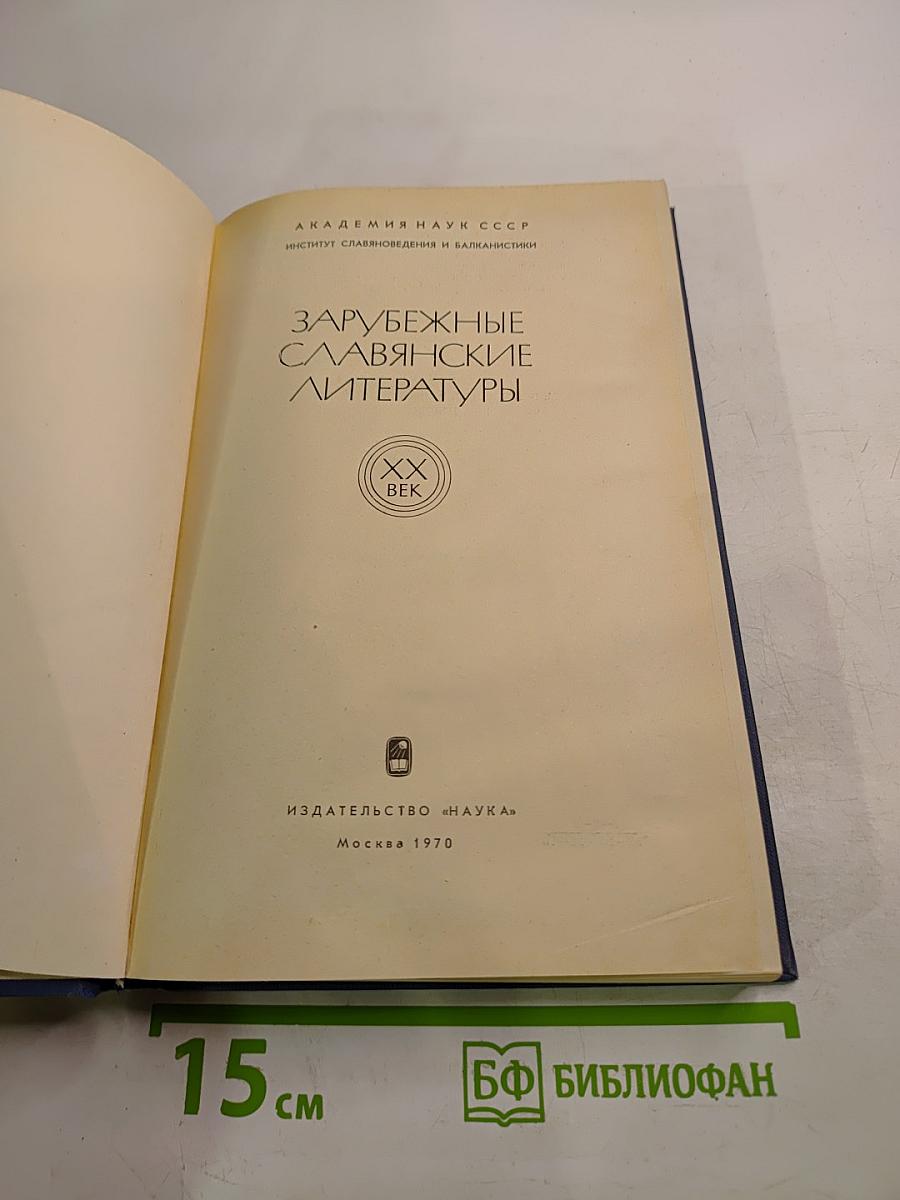 АКАДЕМИЯ НАУК СССР
ИНСТИТУТ СЛАВЯНОВЕДЕНИЯ И БАЛКАНИСТИКИ
ЗАРУБЕЖНЫЕ
СЛАВЯНСКИЕ
ЛИТЕРАТУРЫ
XX
ВЕК
ИЗДАТЕЛЬСТВО «НАУКА»
Москва 1970
15 см
БФ БИБЛИОФАН